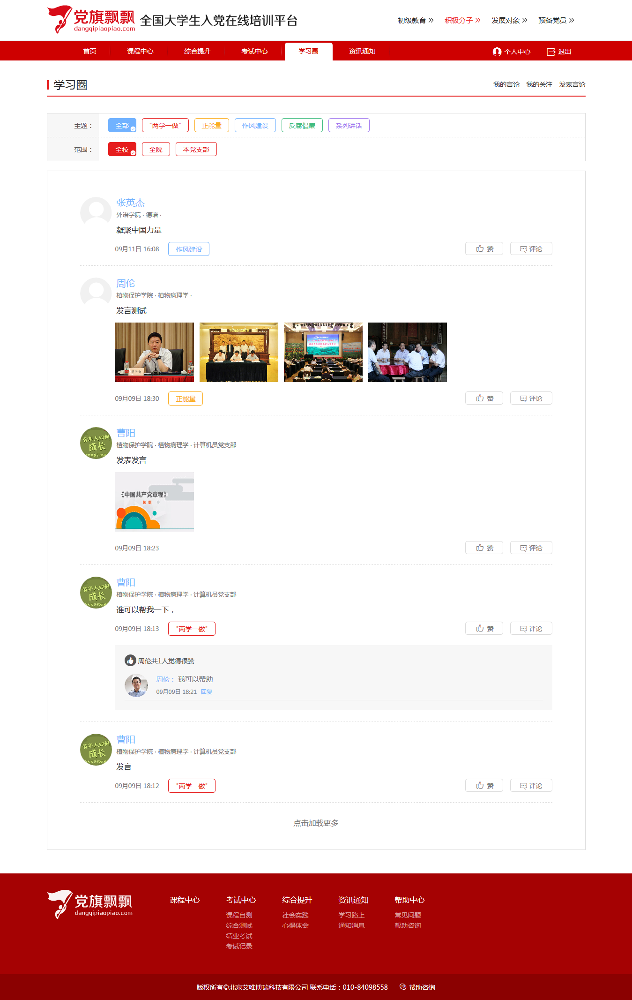 党旗飘飘
dangqipiaopiao.com
全国大学生入党在线培训平台
初级教育 积极分子 发展对象 预备党员
首页 课程中心 综合提升 考试中心 学习圈 资讯通知 个人中心 退出
学习圈
我的言论 我的关注 发表言论
主题： 全部 "两学一做" 正能量 作风建设 反腐倡廉 系列讲话
范围： 全校 全院 本党支部
张英杰
外语学院 · 德语 ·
凝聚中国力量
09月11日 16:08 作风建设 赞 评论
周伦
植物保护学院 · 植物病理学 ·
发言测试
09月09日 18:30 正能量 赞 评论
青年人如何
成长
曹阳
植物保护学院 · 植物病理学 · 计算机员党支部
发表发言
《中国共产党章程》
总 纲
09月09日 18:23 赞 评论
青年人如何
成长
曹阳
植物保护学院 · 植物病理学 · 计算机员党支部
谁可以帮我一下，
09月09日 18:13 "两学一做" 赞 评论
周伦共1人觉得很赞
周伦： 我可以帮助
09月09日 18:21 回复
青年人如何
成长
曹阳
植物保护学院 · 植物病理学 · 计算机员党支部
发言
09月09日 18:12 "两学一做" 赞 评论
点击加载更多
党旗飘飘
dangqipiaopiao.com
课程中心 考试中心 综合提升 资讯通知 帮助中心
课程自测 社会实践 学习路上 常见问题
综合测试 心得体会 通知消息 帮助咨询
结业考试
考试记录
版权所有©北京艾唯博瑞科技有限公司 联系电话：010-84098558 帮助咨询